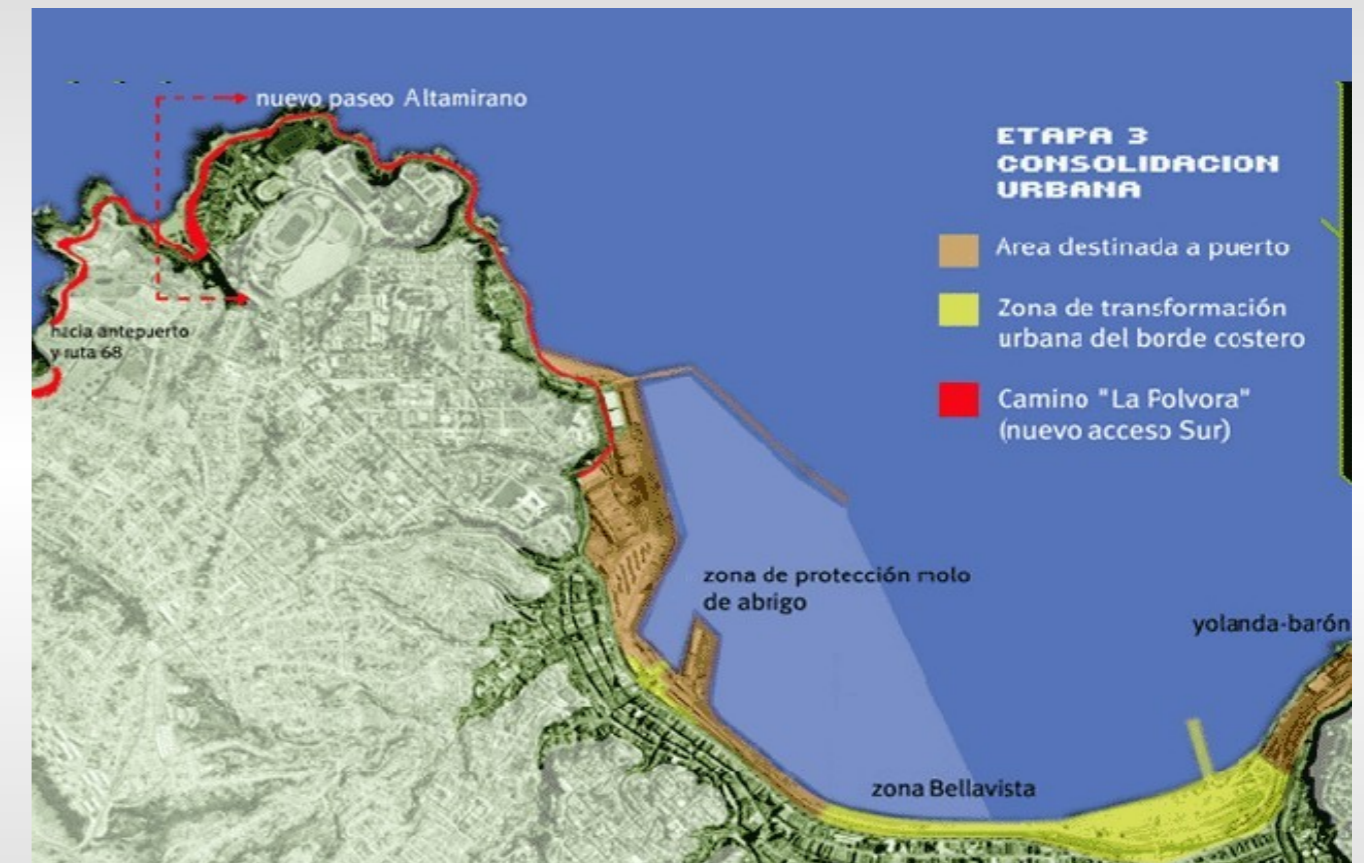 nuevo paseo Altamirano
ETAPA 3
CONSOLIDACION
URBANA
Area destinada a puerto
Zona de transformación
urbana del borde costero
Camino "La Polvora"
(nuevo acceso Sur)
hacia antepuerto
y ruta 68
zona de protección molo
de abrigo
yolanda-barón
zona Bellavista